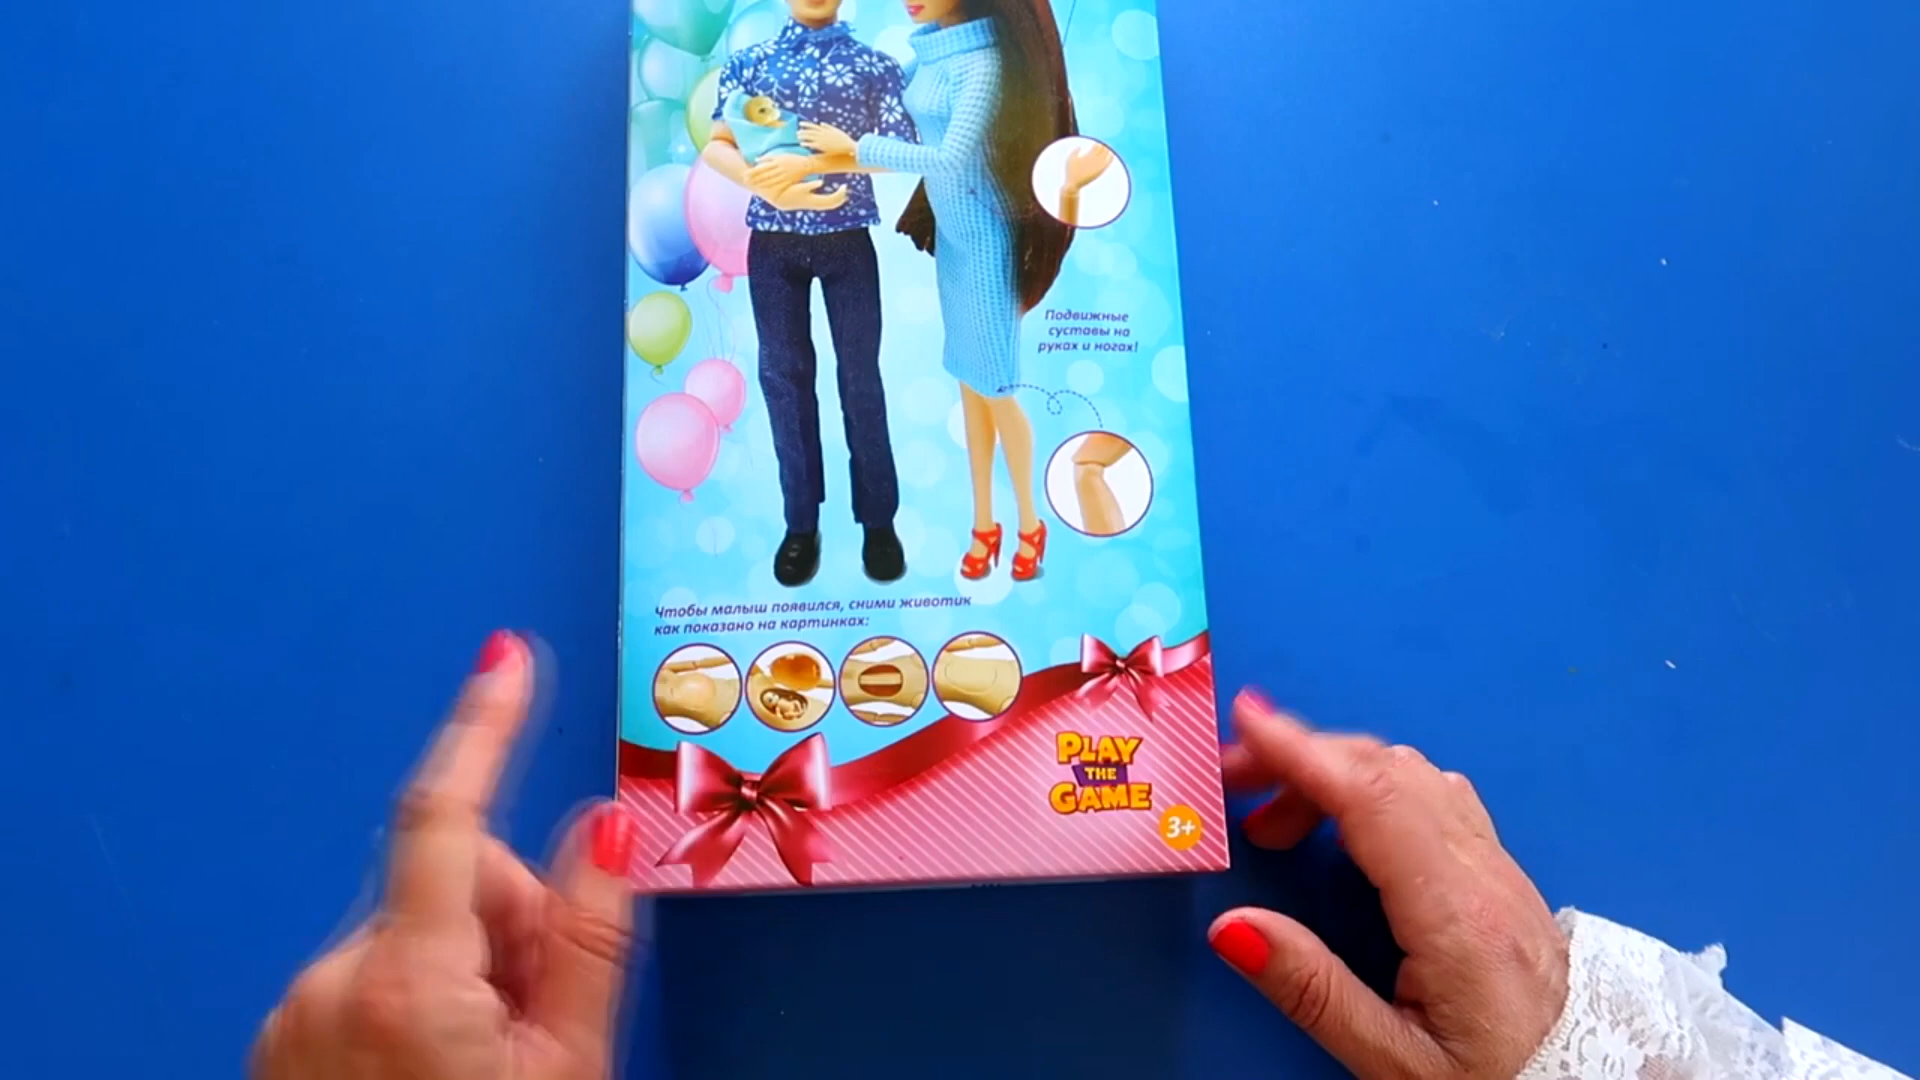 Подвижные
суставы на
руках и ногах!
Чтобы малыш появился, сними животик
как показано на картинках:
PLAY
THE
GAME
3+